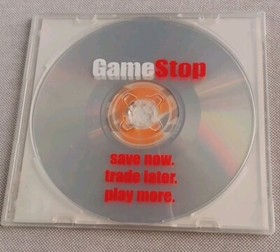 GameStop
save now.
trade later.
play more.